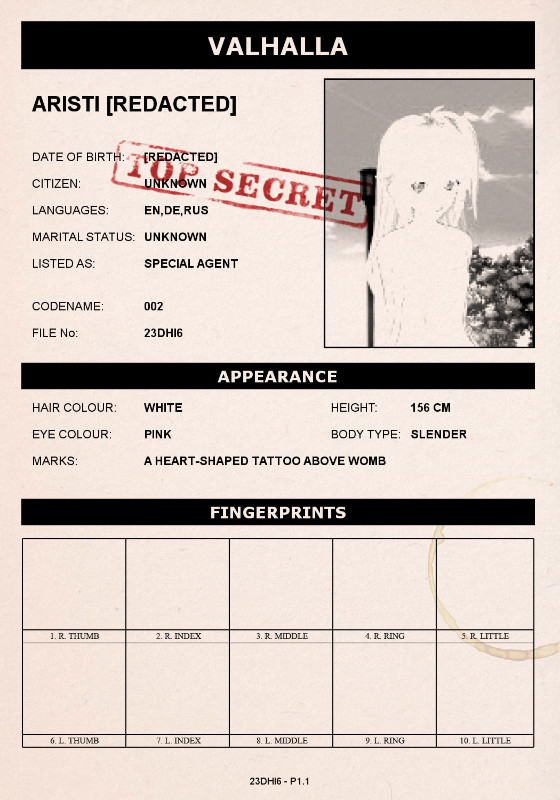 VALHALLA
ARISTI [REDACTED]
DATE OF BIRTH: [REDACTED]
CITIZEN: UNKNOWN
TOP SECRET
LANGUAGES: EN,DE,RUS
MARITAL STATUS: UNKNOWN
LISTED AS: SPECIAL AGENT
CODENAME: 002
FILE No: 23DHI6
APPEARANCE
HAIR COLOUR: WHITE HEIGHT: 156 CM
EYE COLOUR: PINK BODY TYPE: SLENDER
MARKS: A HEART-SHAPED TATTOO ABOVE WOMB
FINGERPRINTS
1. R. THUMB 2. R. INDEX 3. R. MIDDLE 4. R. RING 5. R. LITTLE
6. L. THUMB 7. L. INDEX 8. L. MIDDLE 9. L. RING 10. L. LITTLE
23DHI6 - P1.1